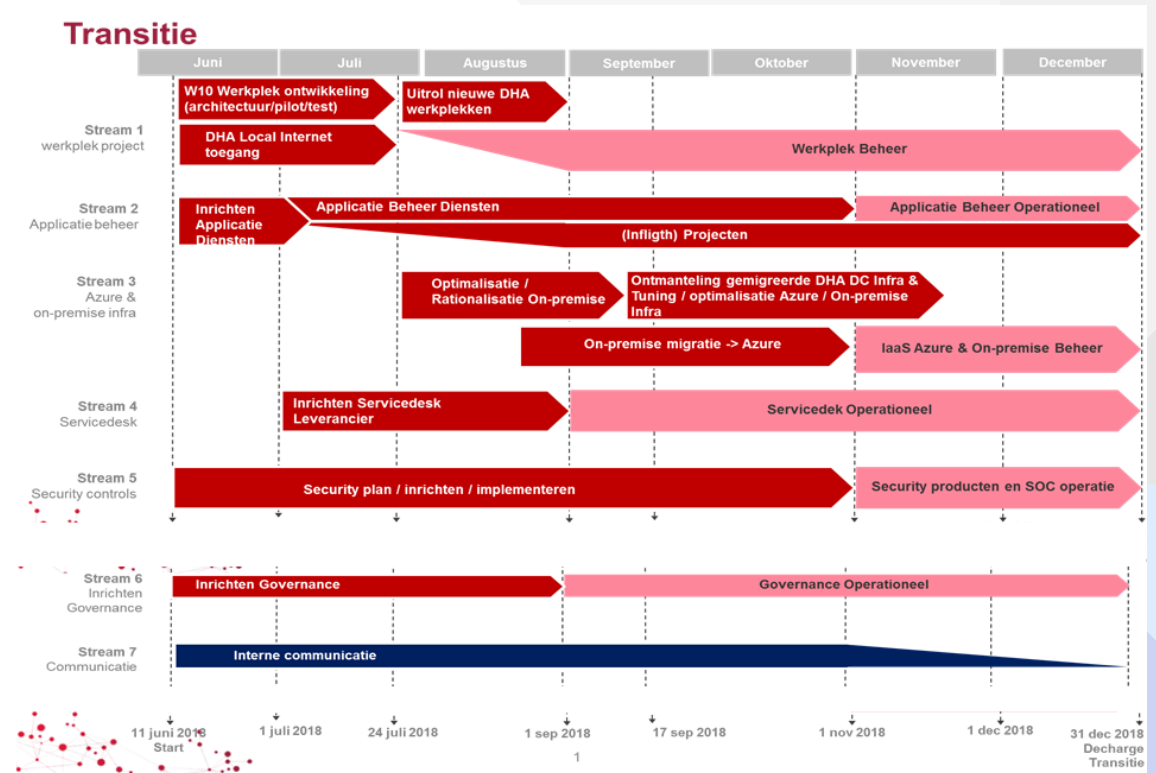 Transitie
Juni
Juli
Augustus
September
Oktober
November
December
Stream 1
werkplek project
W10 Werkplek ontwikkeling
(architectuur/pilot/test)
Uitrol nieuwe DHA
werkplekken
DHA Local Internet
toegang
Werkplek Beheer
Stream 2
Applicatiebeheer
Inrichten
Applicatie
Diensten
Applicatie Beheer Diensten
Applicatie Beheer Operationeel
(Infligth) Projecten
Stream 3
Azure &
on-premise infra
Optimalisatie /
Rationalisatie On-premise
Ontmanteling gemigreerde DHA DC Infra &
Tuning / optimalisatie Azure / On-premise
Infra
On-premise migratie -> Azure
IaaS Azure & On-premise Beheer
Stream 4
Servicedesk
Inrichten Servicedesk
Leverancier
Servicedek Operationeel
Stream 5
Security controls
Security plan / inrichten / implementeren
Security producten en SOC operatie
Stream 6
Inrichten
Governance
Inrichten Governance
Governance Operationeel
Stream 7
Communicatie
Interne communicatie
11 juni 2018
Start
1 juli 2018
24 juli 2018
1 sep 2018
17 sep 2018
1 nov 2018
1 dec 2018
31 dec 2018
Decharge
Transitie
1